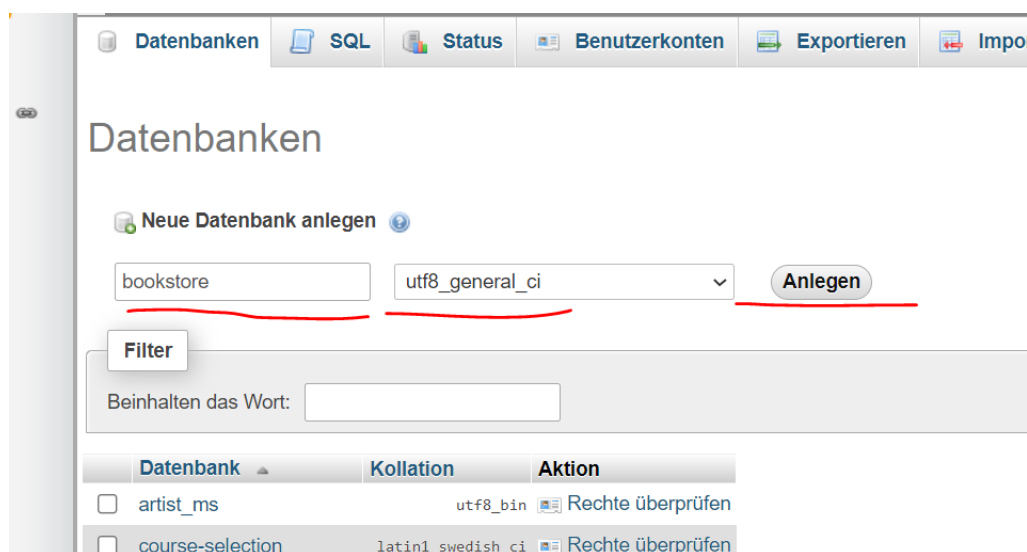 Datenbanken SQL Status Benutzerkonten Exportieren Impo
Datenbanken
Neue Datenbank anlegen
bookstore utf8_general_ci Anlegen
Filter
Beinhalten das Wort:
Datenbank Kollation Aktion
artist_ms utf8_bin Rechte überprüfen
course-selection latin1_swedish_ci Rechte überprüfen